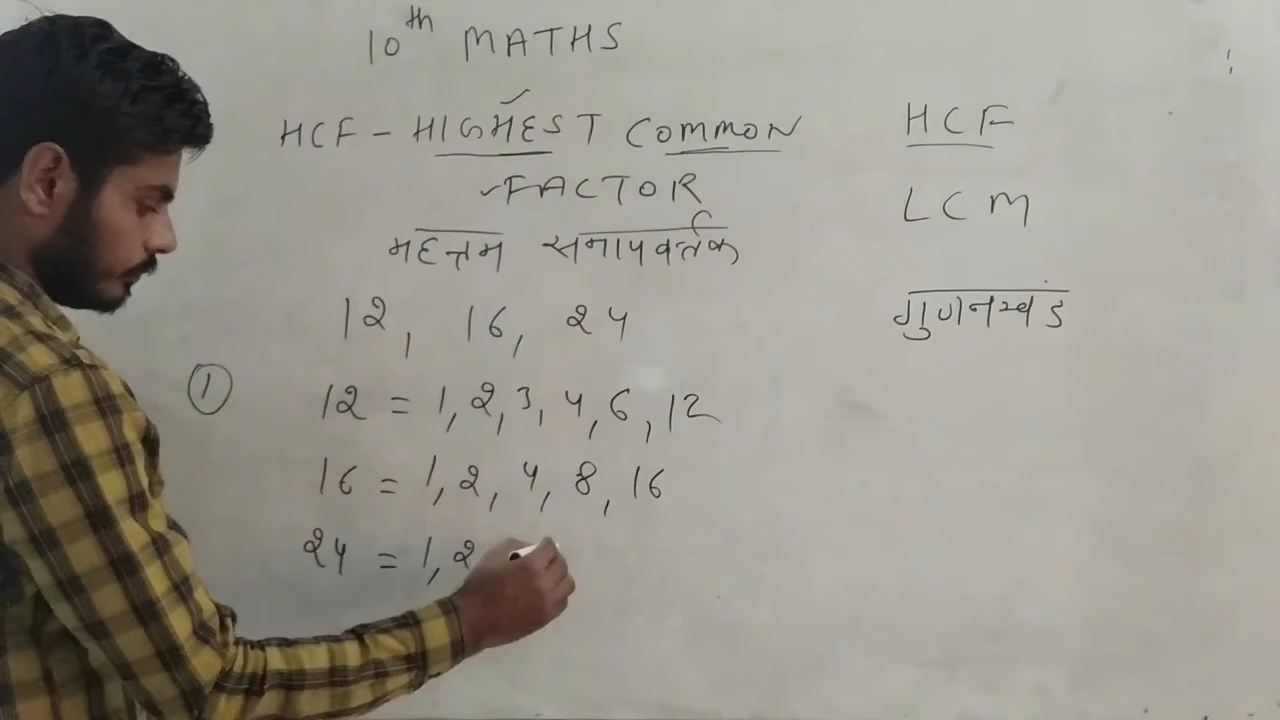 10th MATHS
HCF - HIGHEST COMMON
FACTOR
महत्तम समापवर्तक
12, 16, 24
1 12 = 1, 2, 3, 4, 6, 12
16 = 1, 2, 4, 8, 16
24 = 1, 2
HCF
LCM
गुणनखंड